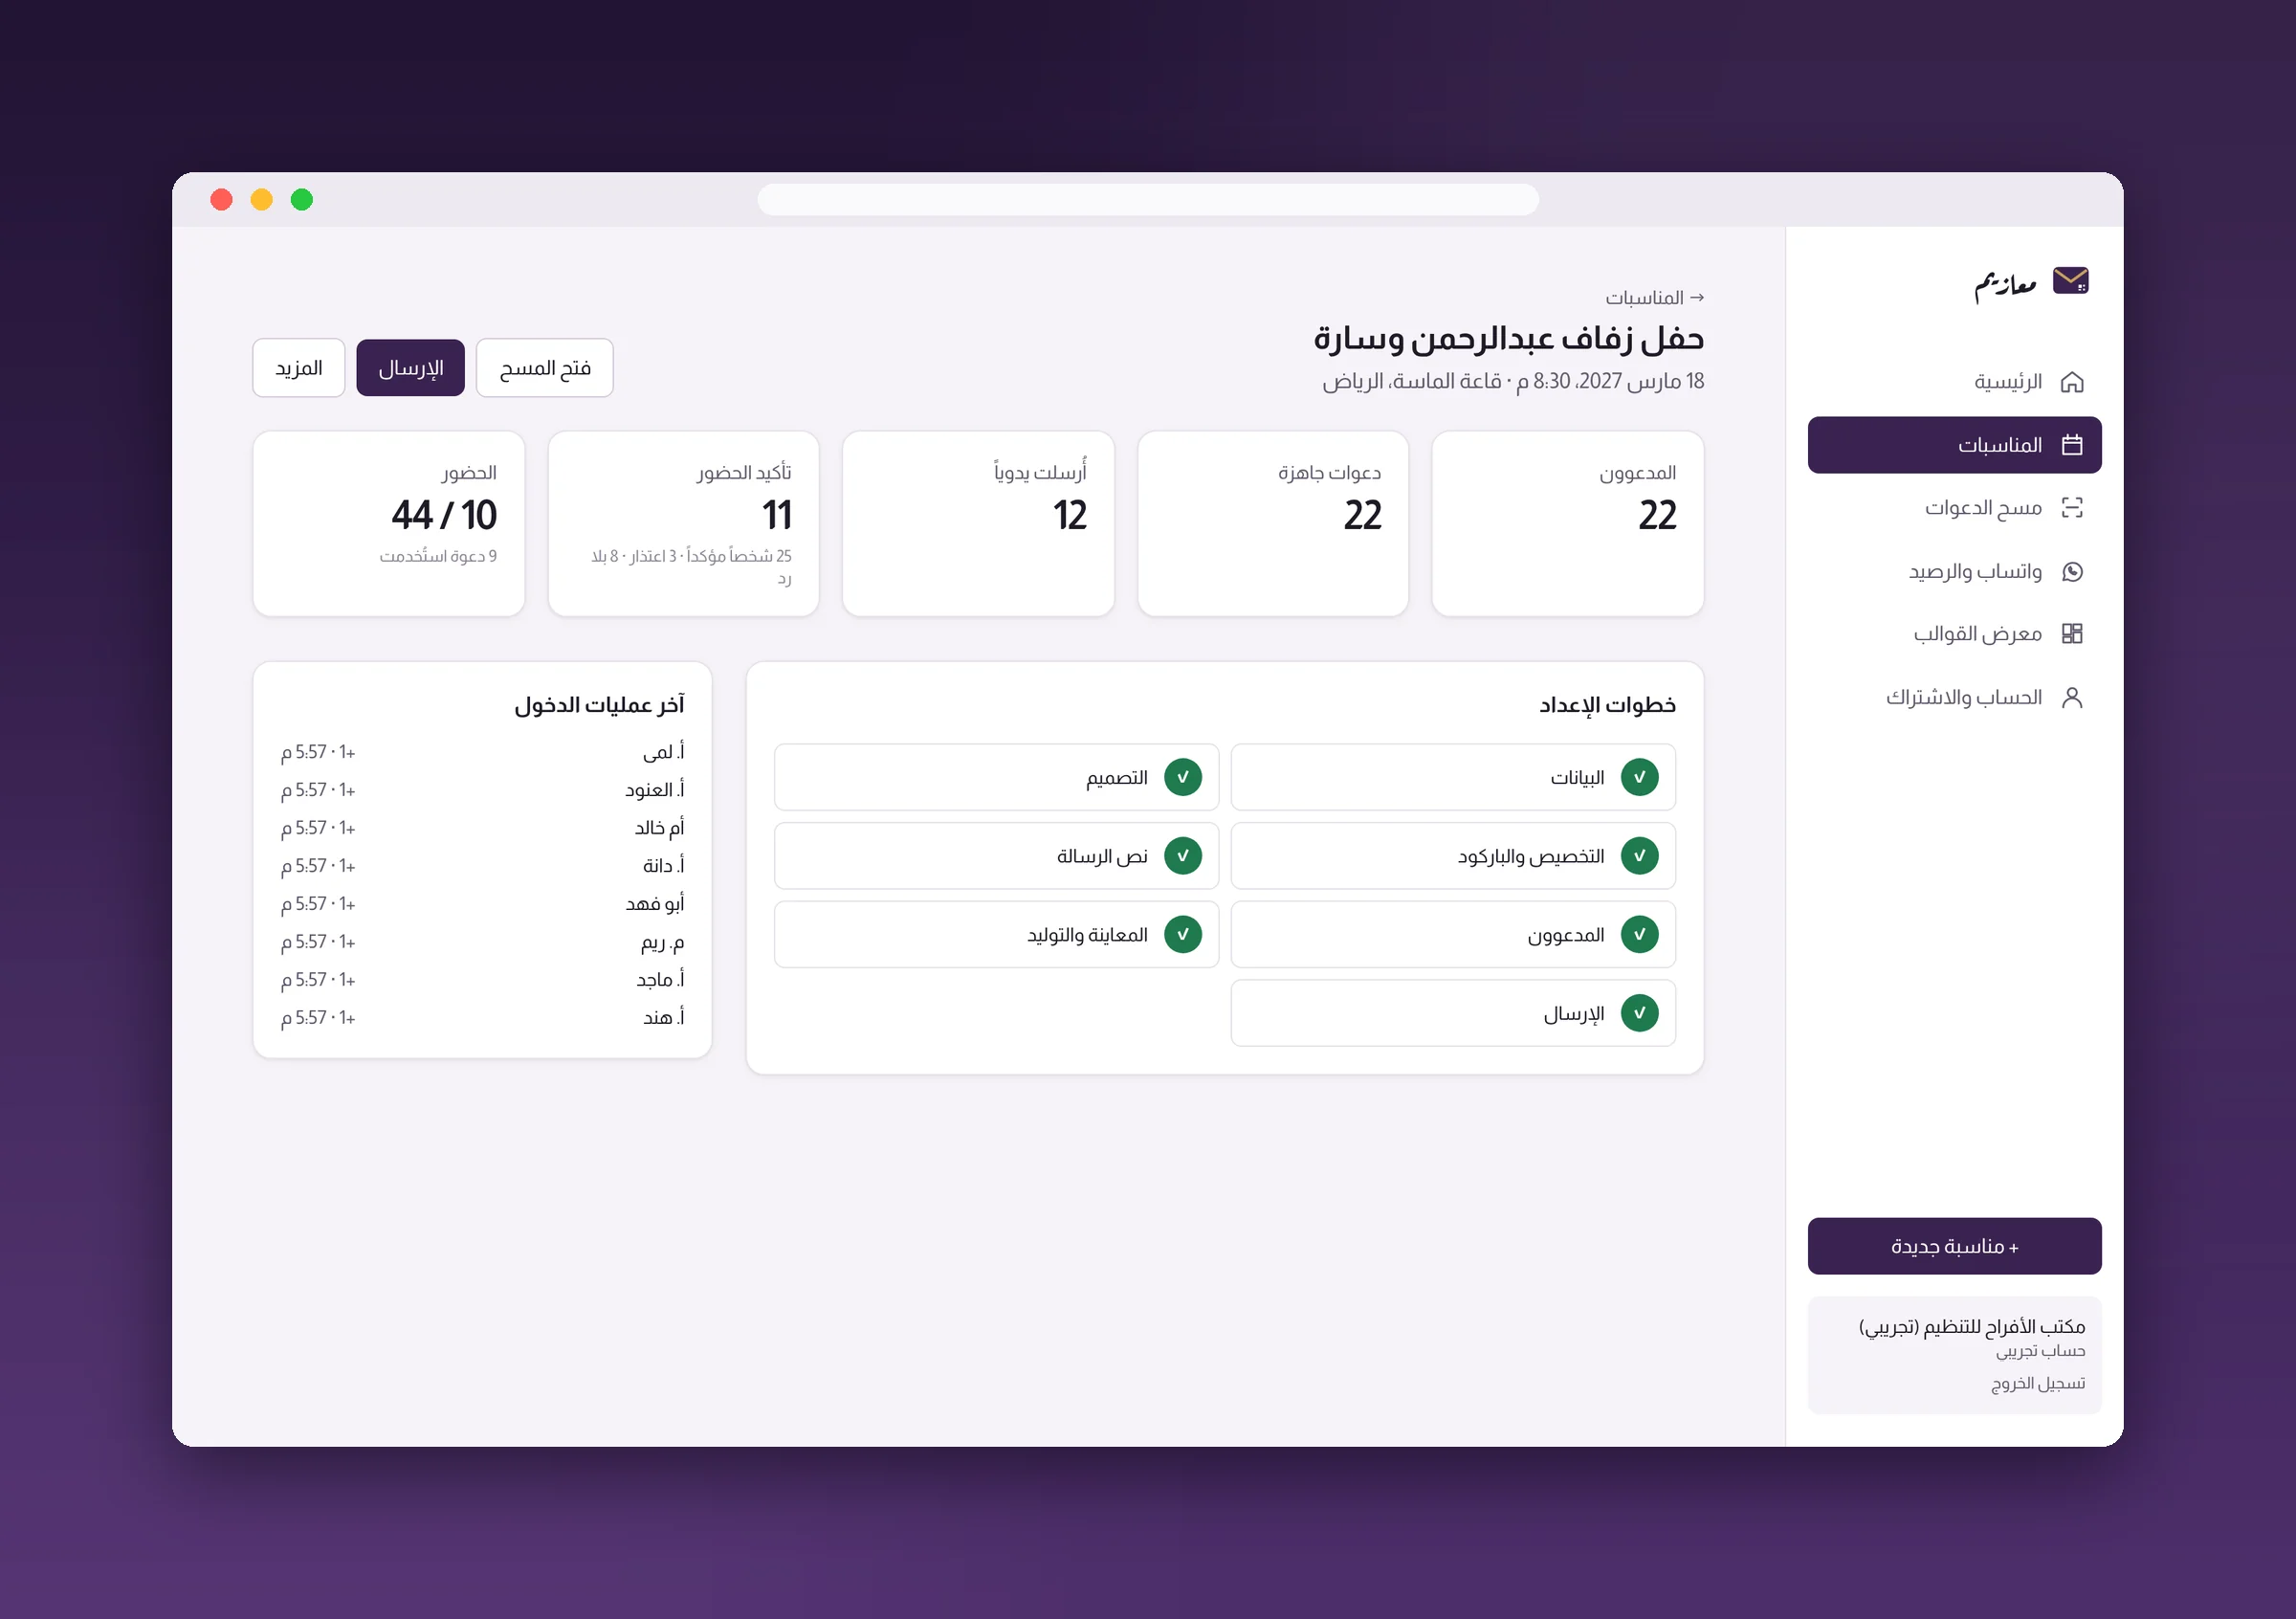 معازيم
الرئيسية
المناسبات
مسح الدعوات
واتساب والرصيد
معرض القوالب
الحساب والاشتراك
+ مناسبة جديدة
مكتب الأفراح للتنظيم (تجريبي)
حساب تجريبي
تسجيل الخروج
→ المناسبات
حفل زفاف عبدالرحمن وسارة
18 مارس 2027، 8:30 م · قاعة الماسة، الرياض
فتح المسح
الإرسال
المزيد
المدعوون
22
دعوات جاهزة
22
أُرسلت يدوياً
12
تأكيد الحضور
11
25 شخصاً مؤكداً · 3 اعتذار · 8 بلا
رد
الحضور
10 / 44
9 دعوة استُخدمت
خطوات الإعداد
✓ البيانات
✓ التصميم
✓ التخصيص والباركود
✓ نص الرسالة
✓ المدعوون
✓ المعاينة والتوليد
✓ الإرسال
آخر عمليات الدخول
أ. لمى +1 · 5:57 م
أ. العنود +1 · 5:57 م
أم خالد +1 · 5:57 م
أ. دانة +1 · 5:57 م
أبو فهد +1 · 5:57 م
م. ريم +1 · 5:57 م
أ. ماجد +1 · 5:57 م
أ. هند +1 · 5:57 م